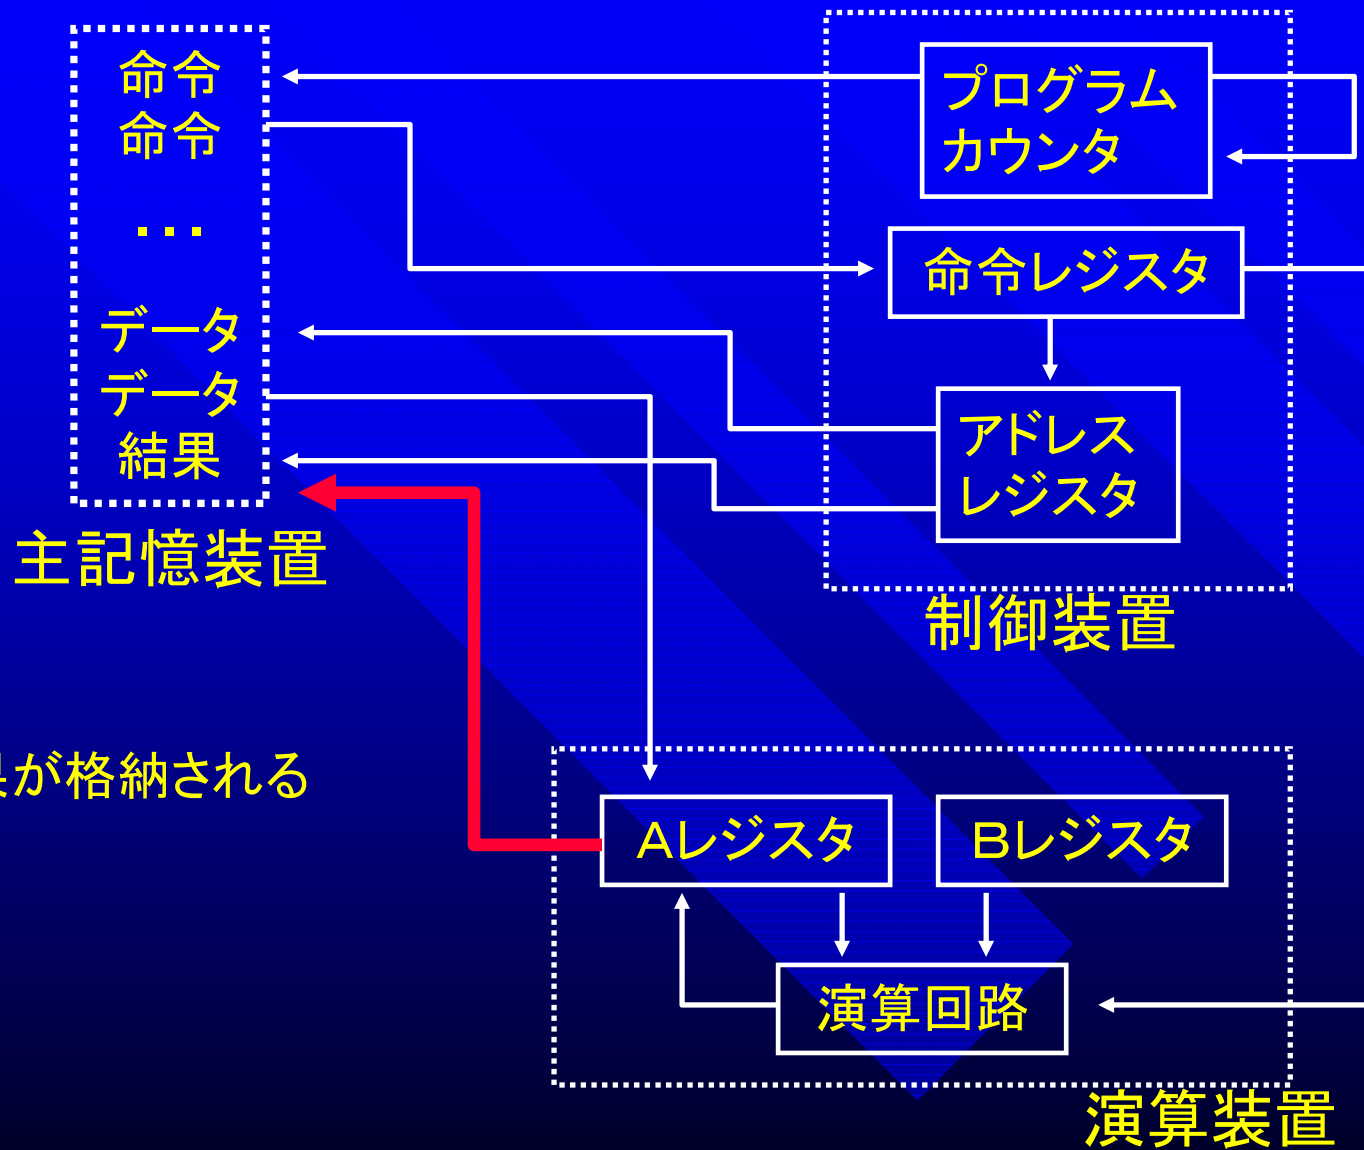 命令
命令
...
データ
データ
結果
主記憶装置
プログラム
カウンタ
命令レジスタ
アドレス
レジスタ
制御装置
が格納される
Aレジスタ
Bレジスタ
演算回路
演算装置